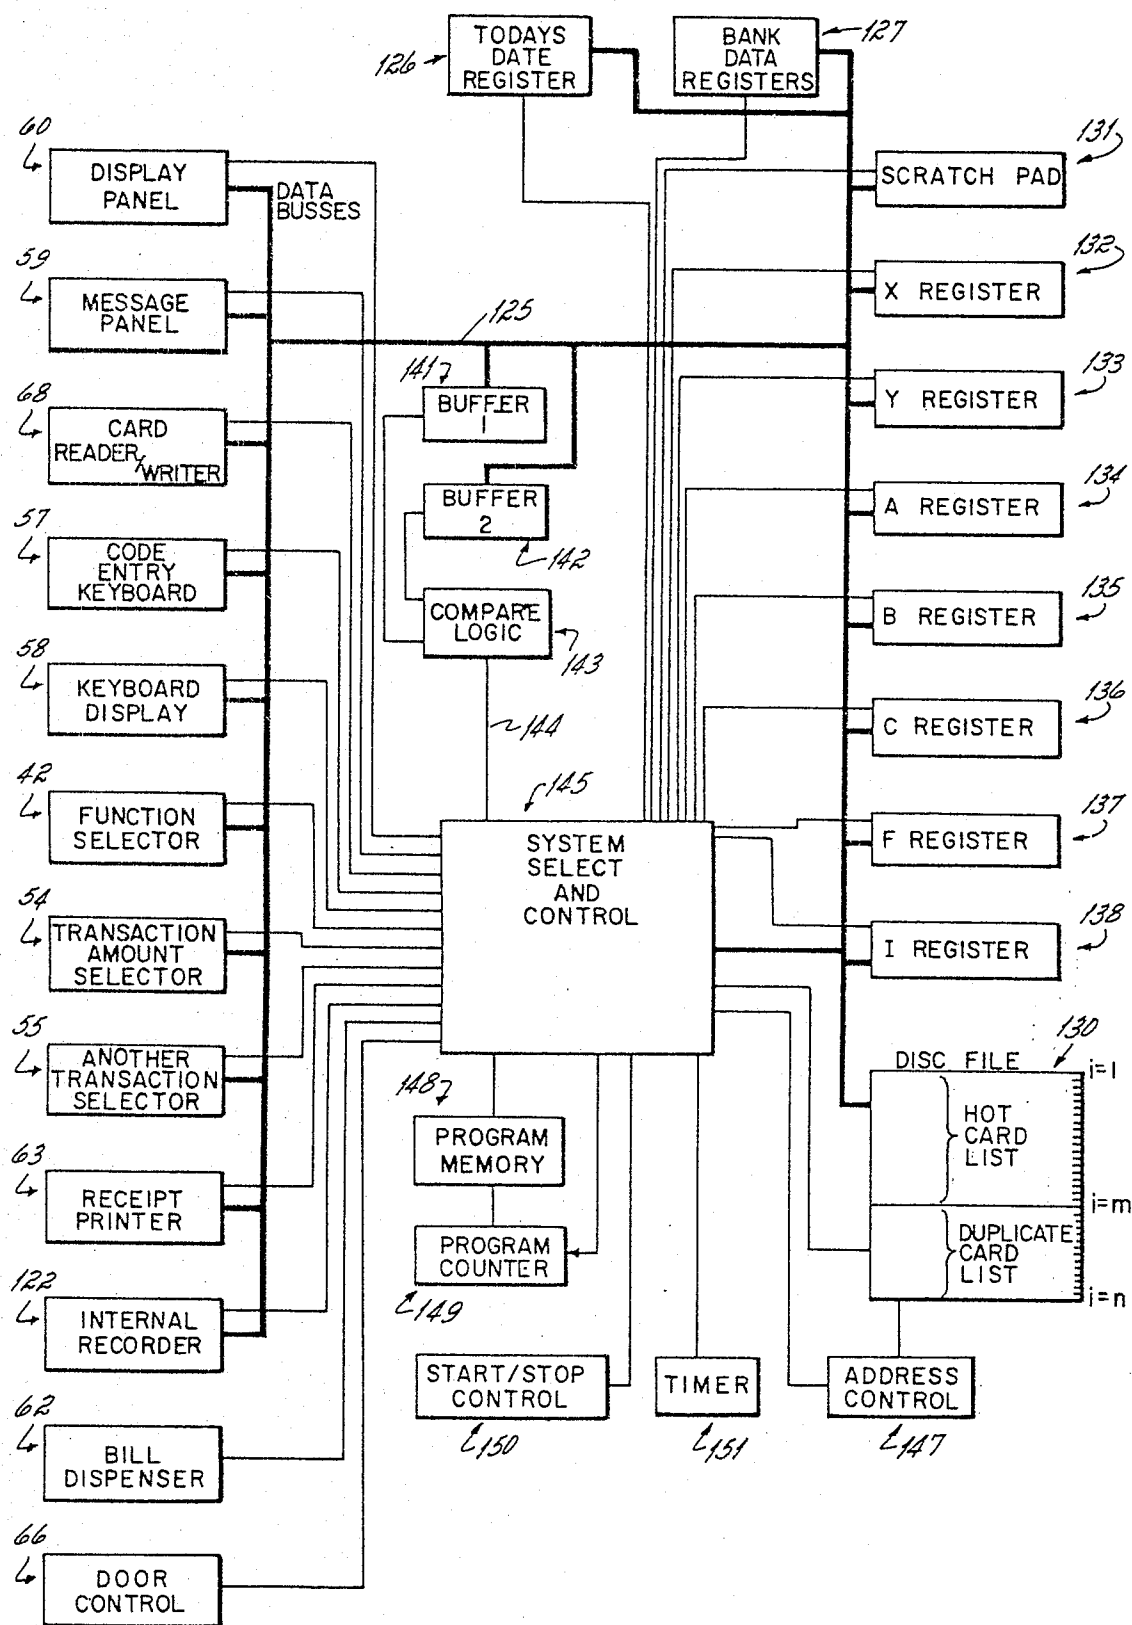 TODAYS
DATE
REGISTER
126
BANK
DATA
REGISTERS
127
60
DISPLAY
PANEL
DATA
BUSSES
131
SCRATCH PAD
59
MESSAGE
PANEL
125
132
X REGISTER
141
BUFFER
1
133
Y REGISTER
68
CARD
READER/WRITER
BUFFER
2
142
134
A REGISTER
57
CODE
ENTRY
KEYBOARD
COMPARE
LOGIC
143
135
B REGISTER
58
KEYBOARD
DISPLAY
144
136
C REGISTER
42
FUNCTION
SELECTOR
145
SYSTEM
SELECT
AND
CONTROL
137
F REGISTER
54
TRANSACTION
AMOUNT
SELECTOR
138
I REGISTER
55
ANOTHER
TRANSACTION
SELECTOR
130
DISC FILE
i=1
HOT
CARD
LIST
i=m
DUPLICATE
CARD
LIST
i=n
148
PROGRAM
MEMORY
63
RECEIPT
PRINTER
PROGRAM
COUNTER
149
122
INTERNAL
RECORDER
START/STOP
CONTROL
150
TIMER
151
ADDRESS
CONTROL
147
62
BILL
DISPENSER
66
DOOR
CONTROL